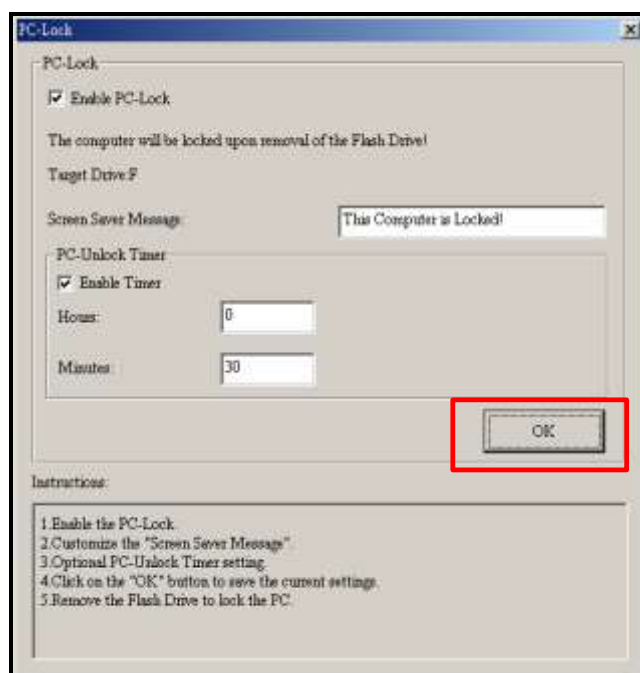 PC-Lock
PC-Lock
Enable PC-Lock
The computer will be locked upon removal of the Flash Drive!
Target Drive:F
Screen Saver Message: This Computer is Locked!
PC-Unlock Timer
Enable Timer
Hours: 0
Minutes: 30
OK
Instructions:
1.Enable the PC-Lock.
2.Customize the "Screen Saver Message".
3.Optional PC-Unlock Timer setting.
4.Click on the "OK" button to save the current settings.
5.Remove the Flash Drive to lock the PC.